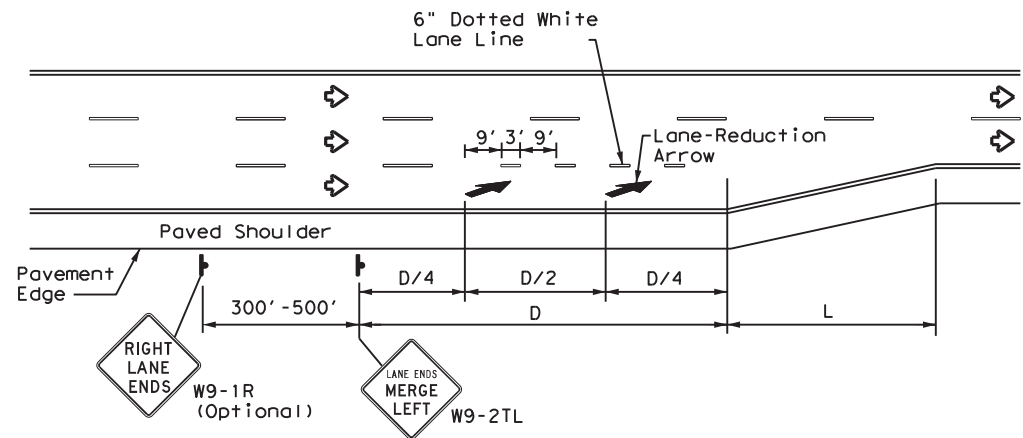 6" Dotted White
Lane Line
9' 3' 9'
Lane-Reduction
Arrow
Paved Shoulder
Pavement
Edge
D/4
D/2
D/4
300'-500'
D
L
RIGHT
LANE
ENDS
W9-1R
(Optional)
LANE ENDS
MERGE
LEFT
W9-2TL